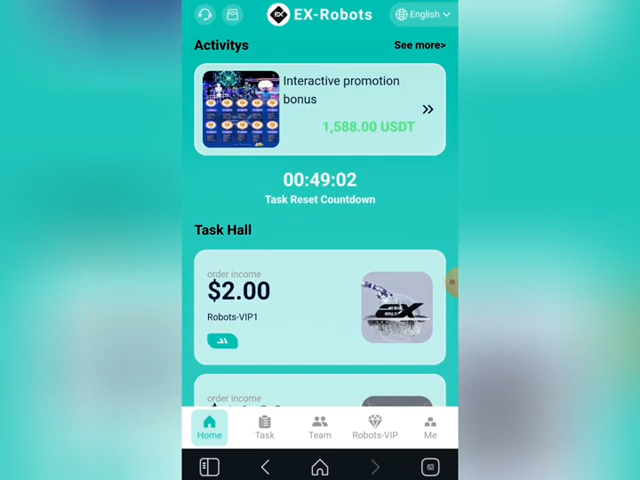 EX-Robots
English
Activitys
See more>
Interactive promotion
bonus
1,588.00 USDT
00:49:02
Task Reset Countdown
Task Hall
order income
$2.00
Robots-VIP1
EX
order income
Home
Task
Team
Robots-VIP
Me